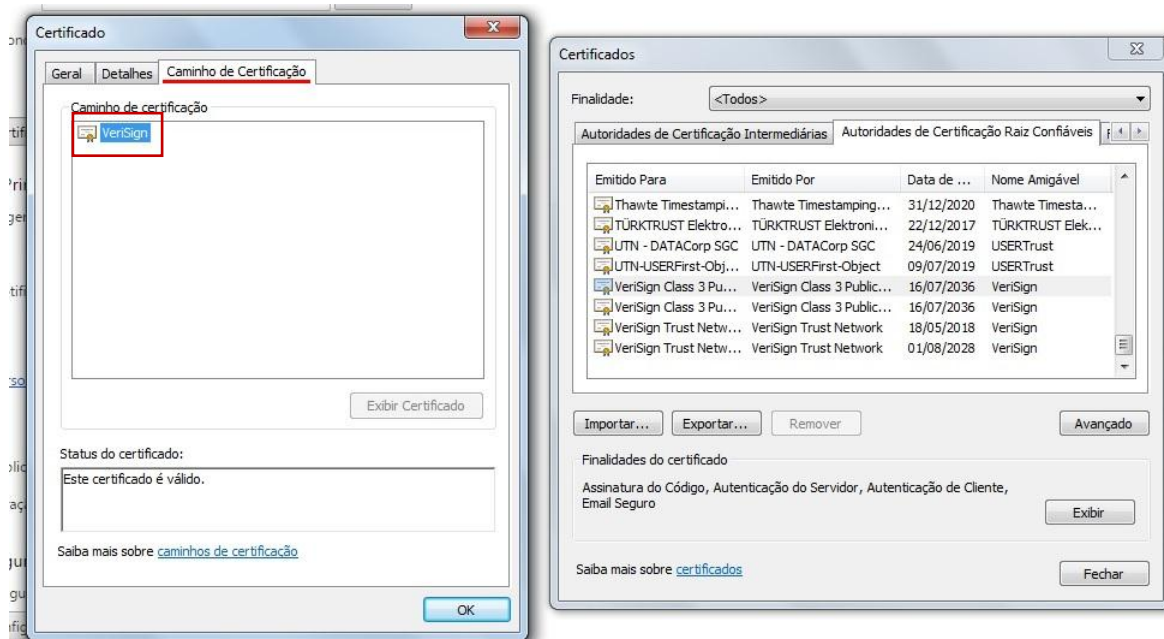 Certificado
Geral
Detalhes
Caminho de Certificação
Caminho de certificação
VeriSign
Exibir Certificado
Status do certificado:
Este certificado é válido.
Saiba mais sobre caminhos de certificação
OK
Certificados
Finalidade: <Todos>
Autoridades de Certificação Intermediárias Autoridades de Certificação Raiz Confiáveis
Emitido Para Emitido Por Data de ... Nome Amigável
Thawte Timestampi... Thawte Timestamping... 31/12/2020 Thawte Timesta...
TÜRKTRUST Elektro... TÜRKTRUST Elektroni... 22/12/2017 TÜRKTRUST Elek...
UTN - DATACorp SGC UTN - DATACorp SGC 24/06/2019 USERTrust
UTN-USERFirst-Obj... UTN-USERFirst-Object 09/07/2019 USERTrust
VeriSign Class 3 Pu... VeriSign Class 3 Public... 16/07/2036 VeriSign
VeriSign Class 3 Pu... VeriSign Class 3 Public... 16/07/2036 VeriSign
VeriSign Trust Netw... VeriSign Trust Network 18/05/2018 VeriSign
VeriSign Trust Netw... VeriSign Trust Network 01/08/2028 VeriSign
Importar... Exportar... Remover Avançado
Finalidades do certificado
Assinatura do Código, Autenticação do Servidor, Autenticação de Cliente,
Email Seguro
Exibir
Saiba mais sobre certificados
Fechar